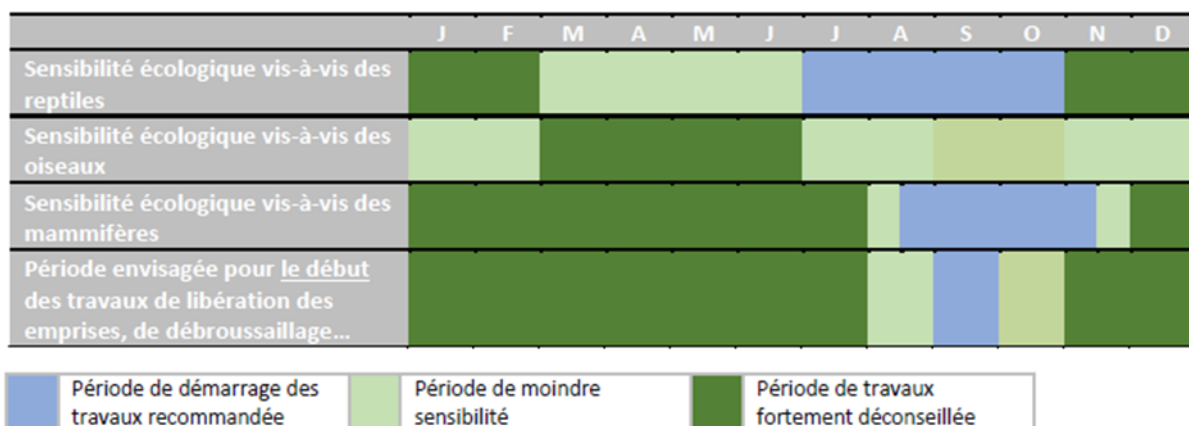 J F M A M J J A S O N D
Sensibilité écologique vis-à-vis des
reptiles
Sensibilité écologique vis-à-vis des
oiseaux
Sensibilité écologique vis-à-vis des
mammifères
Période envisagée pour le début
des travaux de libération des
emprises, de débroussaillage...
Période de démarrage des
travaux recommandée
Période de moindre
sensibilité
Période de travaux
fortement déconseillée